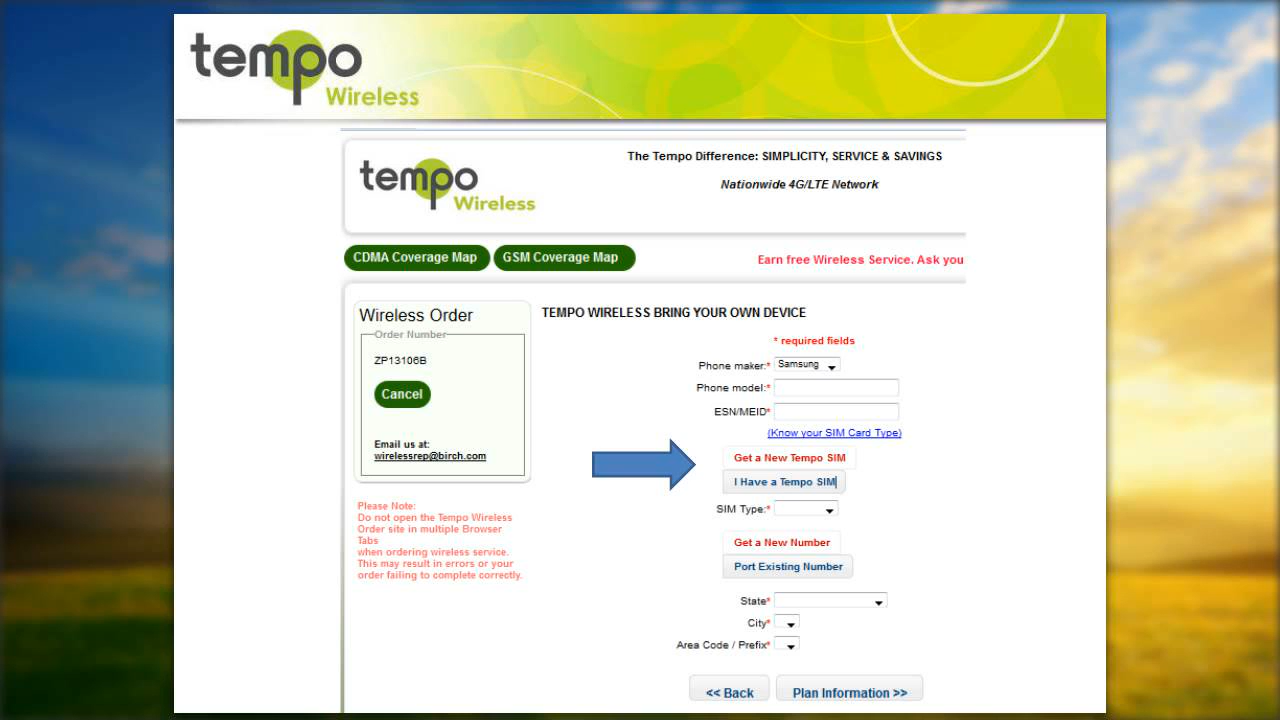 tempo
Wireless
tempo
Wireless
The Tempo Difference: SIMPLICITY, SERVICE & SAVINGS
Nationwide 4G/LTE Network
CDMA Coverage Map
GSM Coverage Map
Earn free Wireless Service. Ask you
Wireless Order
Order Number
ZP13106B
Cancel
Email us at:
wirelessrep@birch.com
Please Note:
Do not open the Tempo Wireless
Order site in multiple Browser
Tabs
when ordering wireless service.
This may result in errors or your
order failing to complete correctly.
TEMPO WIRELESS BRING YOUR OWN DEVICE
* required fields
Phone maker:* Samsung
Phone model:*
ESN/MEID*
(Know your SIM Card Type)
Get a New Tempo SIM
I Have a Tempo SIM
SIM Type:*
Get a New Number
Port Existing Number
State*
City*
Area Code / Prefix*
<< Back
Plan Information >>